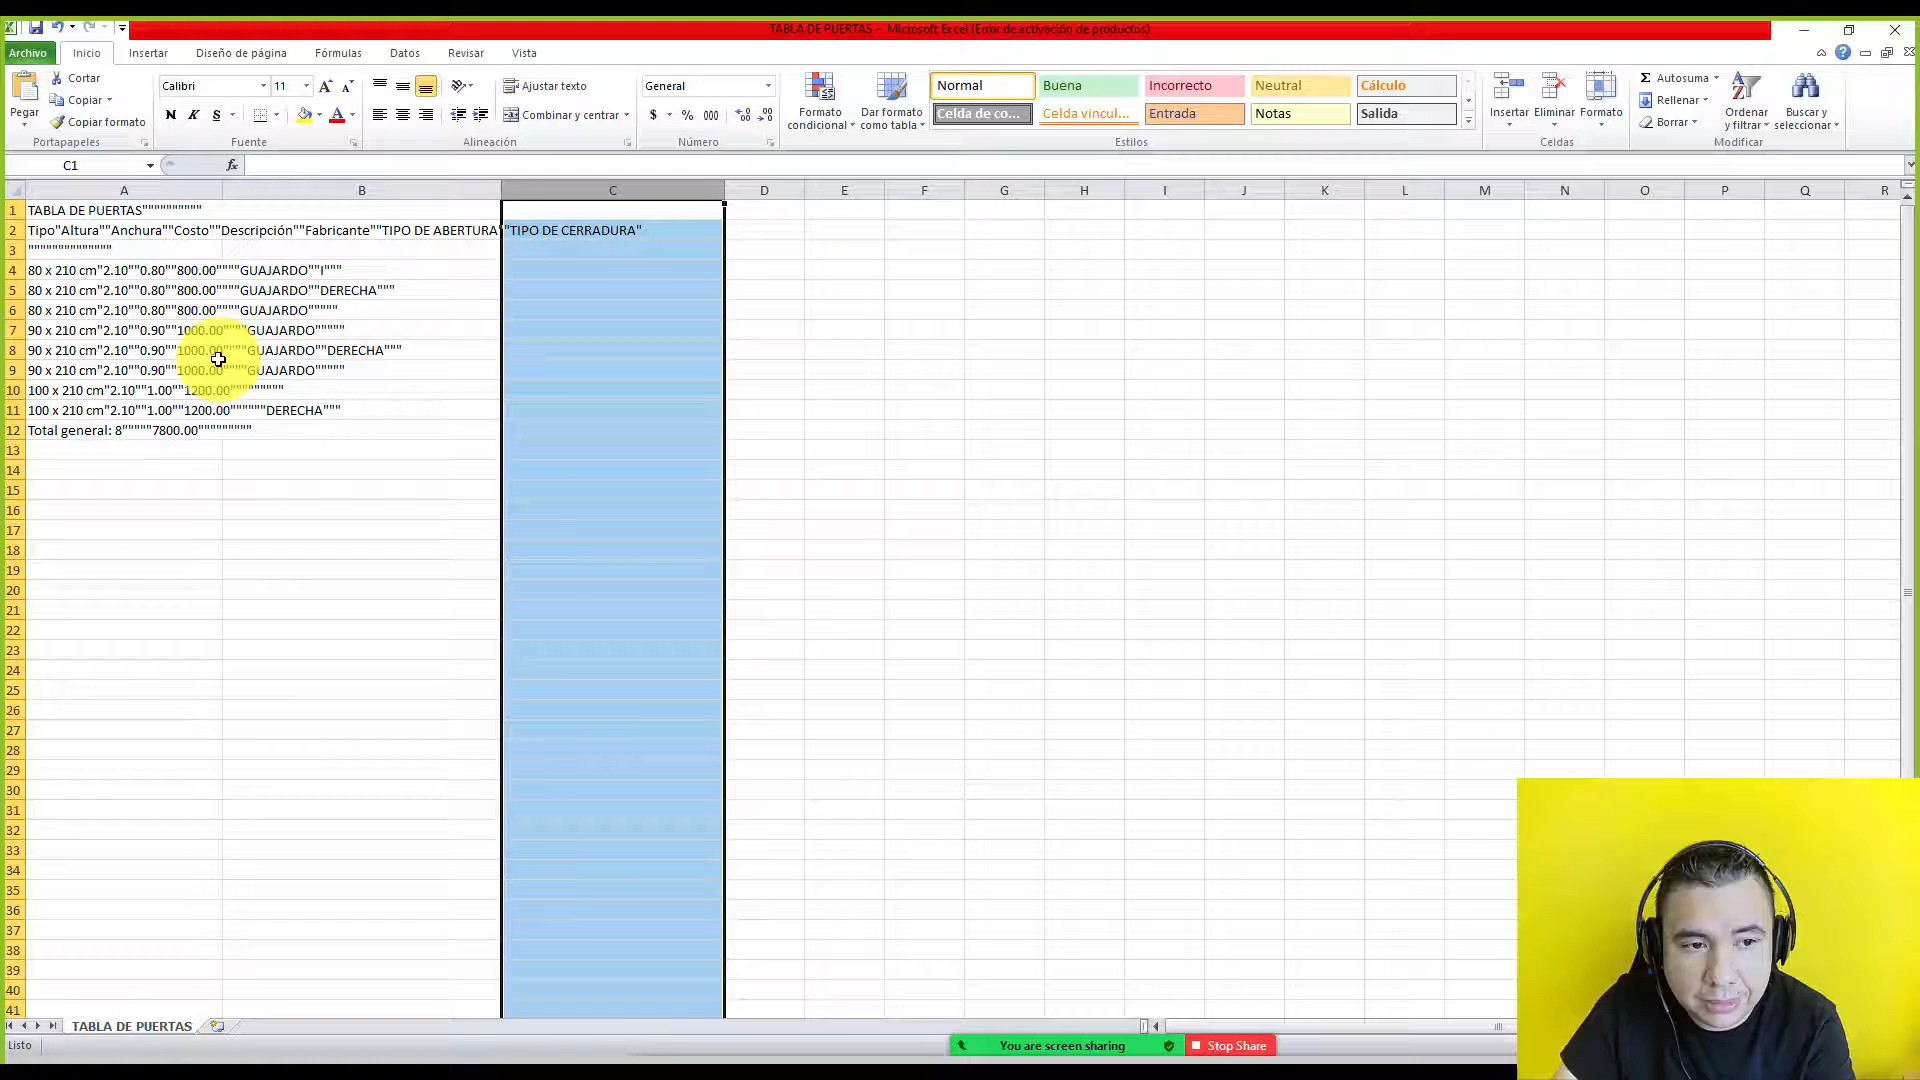 TABLA DE PUERTAS - Microsoft Excel (Error de activación de productos)
Archivo Inicio Insertar Diseño de página Fórmulas Datos Revisar Vista
Pegar
Cortar
Copiar
Copiar formato
Portapapeles
Calibri 11
N K S
Fuente
Ajustar texto
Combinar y centrar
Alineación
General
$ % 000
Número
Formato condicional
Dar formato como tabla
Normal Buena Incorrecto Neutral Cálculo
Celda de co... Celda vincul... Entrada Notas Salida
Estilos
Insertar Eliminar Formato
Celdas
Autosuma
Rellenar
Borrar
Ordenar y filtrar
Buscar y seleccionar
Modificar
C1 fx
A B C D E F G H I J K L M N O P Q R
1 TABLA DE PUERTAS""""""""""
2 Tipo"Altura""Anchura""Costo""Descripción""Fabricante""TIPO DE ABERTURA""TIPO DE CERRADURA"
3 """"""""""""""
4 80 x 210 cm"2.10""0.80""800.00""""GUAJARDO""I"""
5 80 x 210 cm"2.10""0.80""800.00""""GUAJARDO""DERECHA"""
6 80 x 210 cm"2.10""0.80""800.00""""GUAJARDO"""""
7 90 x 210 cm"2.10""0.90""1000.00""""GUAJARDO"""""
8 90 x 210 cm"2.10""0.90""1000.00""""GUAJARDO""DERECHA"""
9 90 x 210 cm"2.10""0.90""1000.00""""GUAJARDO"""""
10 100 x 210 cm"2.10""1.00""1200.00"""""""""
11 100 x 210 cm"2.10""1.00""1200.00""""""DERECHA"""
12 Total general: 8"""""7800.00"""""""""
13
14
15
16
17
18
19
20
21
22
23
24
25
26
27
28
29
30
31
32
33
34
35
36
37
38
39
40
41
TABLA DE PUERTAS
Listo
You are screen sharing Stop Share